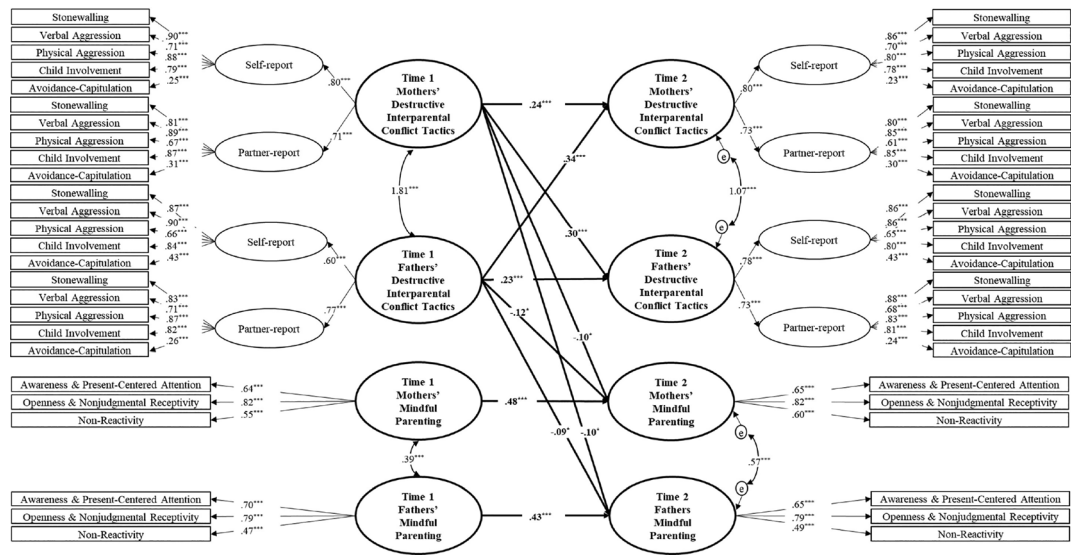 Stonewalling
Verbal Aggression
Physical Aggression
Child Involvement
Avoidance-Capitulation
.90***
.71***
.88***
.79***
.25***
Self-report
.80***
Stonewalling
Verbal Aggression
Physical Aggression
Child Involvement
Avoidance-Capitulation
.81***
.89***
.67***
.87***
.31***
Partner-report
.71***
Time 1
Mothers'
Destructive
Interparental
Conflict Tactics
1.81***
Stonewalling
Verbal Aggression
Physical Aggression
Child Involvement
Avoidance-Capitulation
.87***
.90***
.66***
.84***
.43***
Self-report
.60***
Stonewalling
Verbal Aggression
Physical Aggression
Child Involvement
Avoidance-Capitulation
.83***
.71***
.87***
.82***
.26***
Partner-report
.77***
Time 1
Fathers'
Destructive
Interparental
Conflict Tactics
Awareness & Present-Centered Attention
Openness & Nonjudgmental Receptivity
Non-Reactivity
.64***
.82***
.55***
Time 1
Mothers'
Mindful
Parenting
.39***
Awareness & Present-Centered Attention
Openness & Nonjudgmental Receptivity
Non-Reactivity
.70***
.79***
.47***
Time 1
Fathers'
Mindful
Parenting
.24***
.34***
.30***
.23***
-.12*
-.10*
.48***
-.09*
-.10*
.43***
Time 2
Mothers'
Destructive
Interparental
Conflict Tactics
.80***
Self-report
.86***
.70***
.80***
.78***
.23***
Stonewalling
Verbal Aggression
Physical Aggression
Child Involvement
Avoidance-Capitulation
.73***
Partner-report
.80***
.85***
.61***
.85***
.30***
Stonewalling
Verbal Aggression
Physical Aggression
Child Involvement
Avoidance-Capitulation
e
1.07***
e
Time 2
Fathers'
Destructive
Interparental
Conflict Tactics
.78***
Self-report
.86***
.86***
.65***
.80***
.43***
Stonewalling
Verbal Aggression
Physical Aggression
Child Involvement
Avoidance-Capitulation
.73***
Partner-report
.88***
.68
.83***
.81***
.24***
Stonewalling
Verbal Aggression
Physical Aggression
Child Involvement
Avoidance-Capitulation
Time 2
Mothers'
Mindful
Parenting
.65***
.82***
.60***
Awareness & Present-Centered Attention
Openness & Nonjudgmental Receptivity
Non-Reactivity
e
.57***
e
Time 2
Fathers
Mindful
Parenting
.65***
.79***
.49***
Awareness & Present-Centered Attention
Openness & Nonjudgmental Receptivity
Non-Reactivity